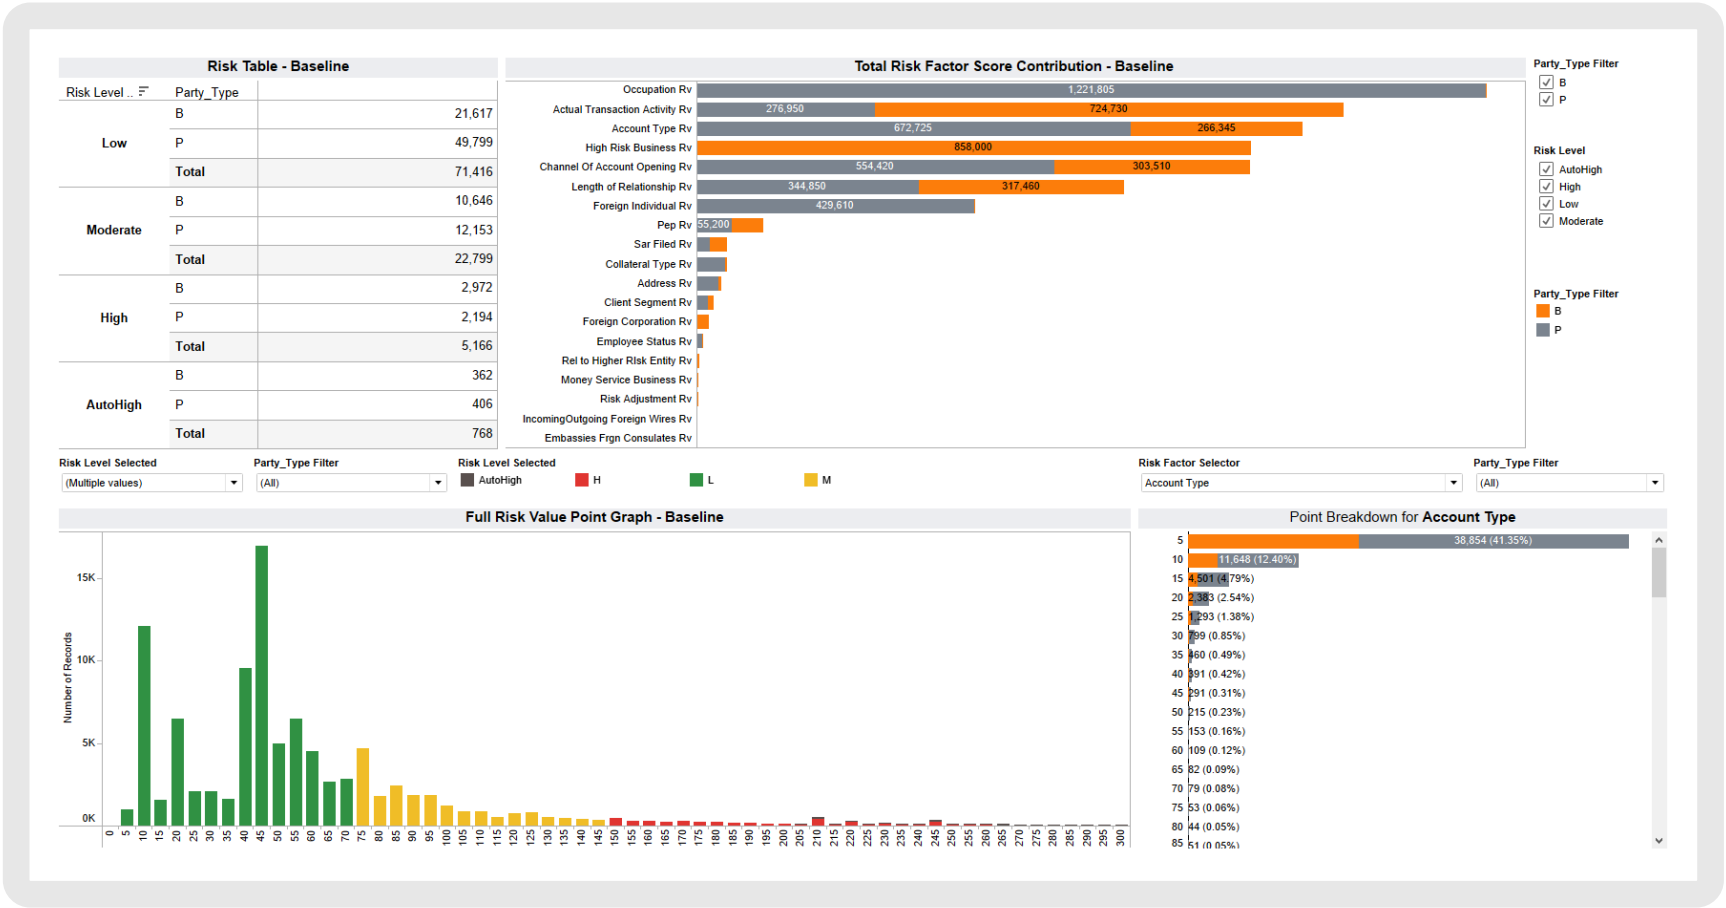 Risk Table - Baseline
Risk Level .. Party_Type
Low
B 21,617
P 49,799
Total 71,416
Moderate
B 10,646
P 12,153
Total 22,799
High
B 2,972
P 2,194
Total 5,166
AutoHigh
B 362
P 406
Total 768
Total Risk Factor Score Contribution - Baseline
Occupation Rv 1,221,805
Actual Transaction Activity Rv 276,950 724,730
Account Type Rv 672,725 266,345
High Risk Business Rv 858,000
Channel Of Account Opening Rv 554,420 303,510
Length of Relationship Rv 344,850 317,460
Foreign Individual Rv 429,610
Pep Rv 55,200
Sar Filed Rv
Collateral Type Rv
Address Rv
Client Segment Rv
Foreign Corporation Rv
Employee Status Rv
Rel to Higher RIsk Entity Rv
Money Service Business Rv
Risk Adjustment Rv
IncomingOutgoing Foreign Wires Rv
Embassies Frgn Consulates Rv
Party_Type Filter
B
P
Risk Level
AutoHigh
High
Low
Moderate
Party_Type Filter
B
P
Risk Level Selected
(Multiple values)
Party_Type Filter
(All)
Risk Level Selected
AutoHigh H L M
Risk Factor Selector
Account Type
Party_Type Filter
(All)
Full Risk Value Point Graph - Baseline
Number of Records
15K
10K
5K
0K
0 5 10 15 20 25 30 35 40 45 50 55 60 65 70 75 80 85 90 95 100 105 110 115 120 125 130 135 140 145 150 155 160 165 170 175 180 185 190 195 200 205 210 215 220 225 230 235 240 245 250 255 260 265 270 275 280 285 290 295 300
Point Breakdown for Account Type
5 38,854 (41.35%)
10 11,648 (12.40%)
15 4,501 (4.79%)
20 2,383 (2.54%)
25 1,293 (1.38%)
30 799 (0.85%)
35 460 (0.49%)
40 391 (0.42%)
45 291 (0.31%)
50 215 (0.23%)
55 153 (0.16%)
60 109 (0.12%)
65 82 (0.09%)
70 79 (0.08%)
75 53 (0.06%)
80 44 (0.05%)
85 51 (0.05%)